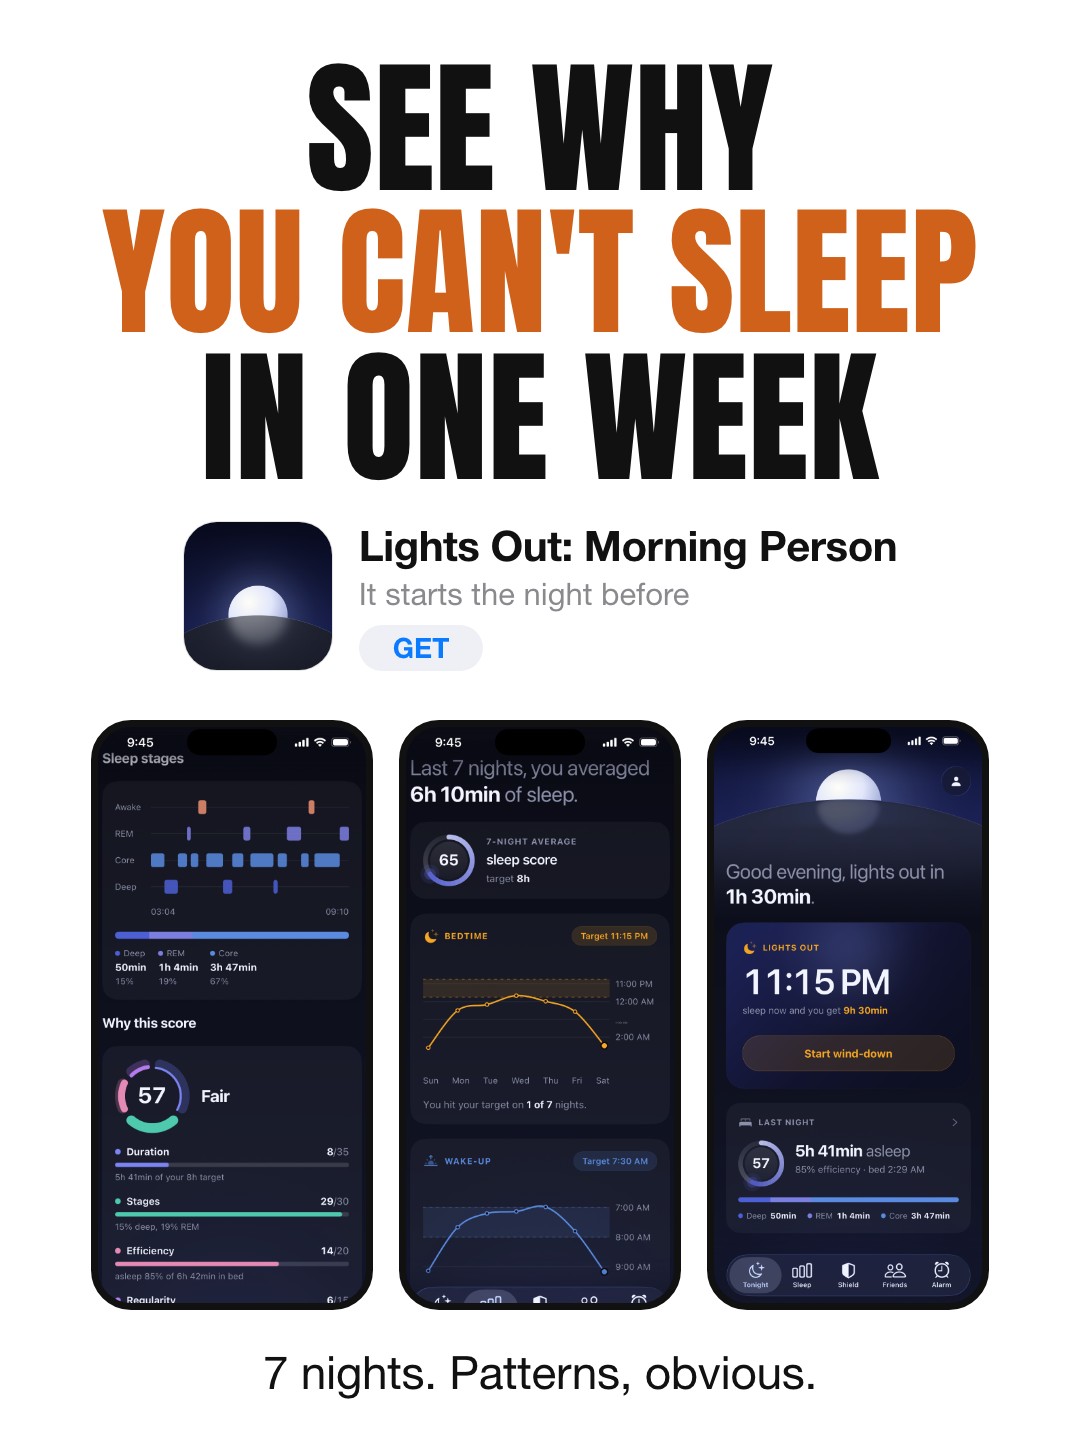 SEE WHY
YOU CAN'T SLEEP
IN ONE WEEK
Lights Out: Morning Person
It starts the night before
GET
9:45
Sleep stages
Awake
REM
Core
Deep
03:04 09:10
Deep REM Core
50min 1h 4min 3h 47min
15% 19% 67%
Why this score
57 Fair
Duration 8/35
5h 41min of your 8h target
Stages 29/30
15% deep, 19% REM
Efficiency 14/20
asleep 85% of 6h 42min in bed
Regularity 6/15
9:45
Last 7 nights, you averaged
6h 10min of sleep.
7-NIGHT AVERAGE
65 sleep score
target 8h
BEDTIME Target 11:15 PM
11:00 PM
12:00 AM
2:00 AM
Sun Mon Tue Wed Thu Fri Sat
You hit your target on 1 of 7 nights.
WAKE-UP Target 7:30 AM
7:00 AM
8:00 AM
9:00 AM
9:45
Good evening, lights out in
1h 30min.
LIGHTS OUT
11:15 PM
sleep now and you get 9h 30min
Start wind-down
LAST NIGHT
57 5h 41min asleep
85% efficiency · bed 2:29 AM
Deep 50min REM 1h 4min Core 3h 47min
Tonight Sleep Shield Friends Alarm
7 nights. Patterns, obvious.